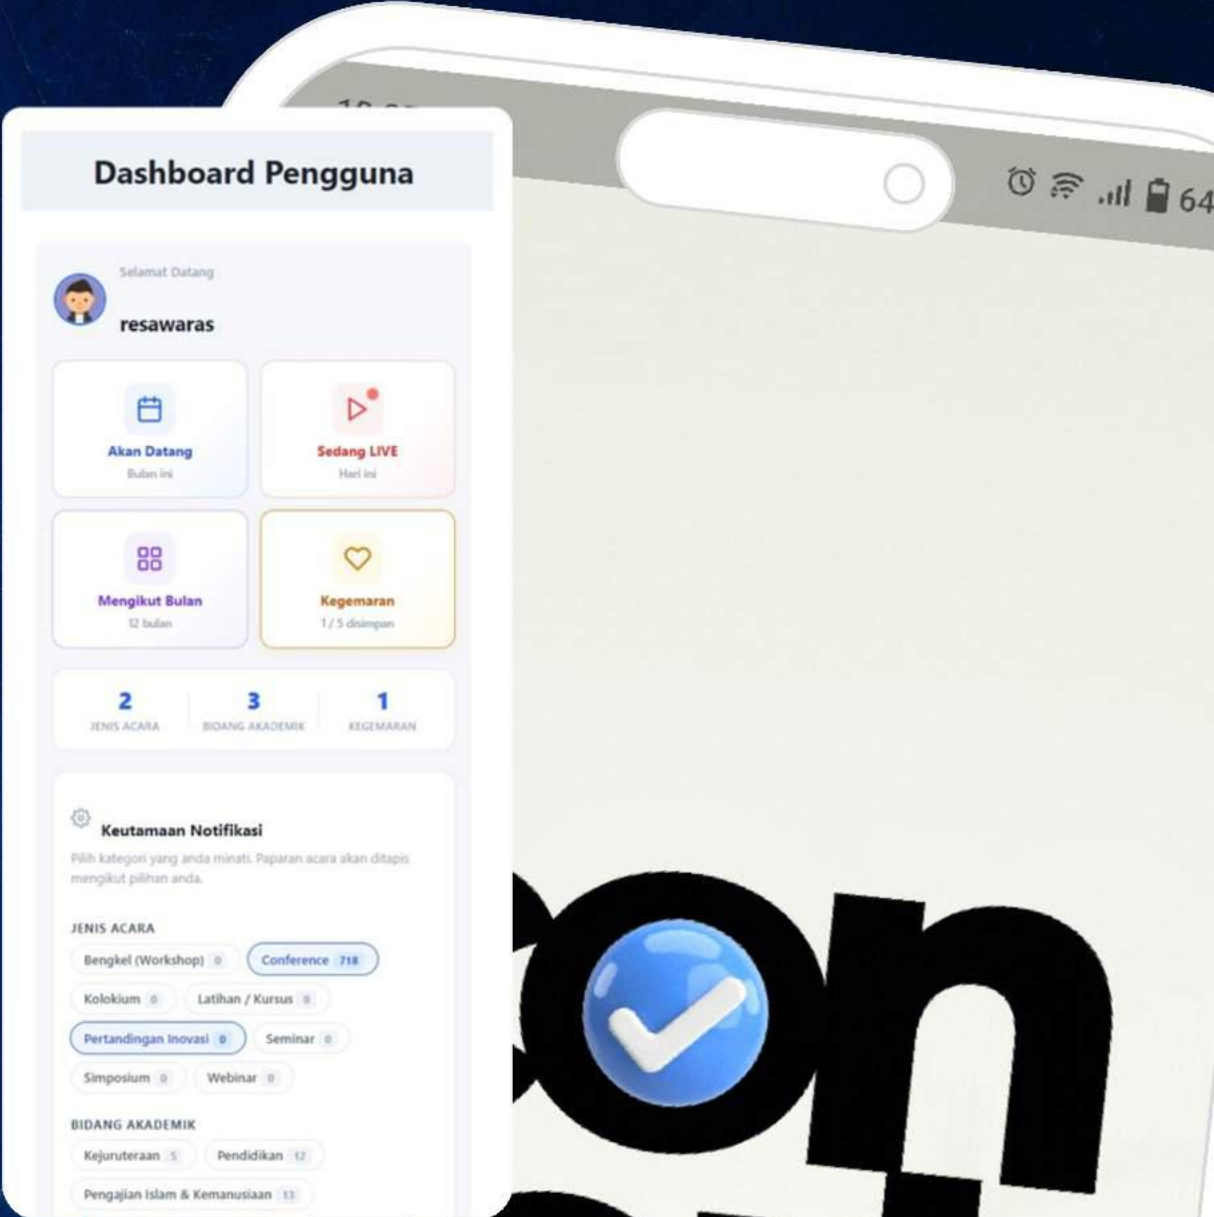 Dashboard Pengguna
64
Selamat Datang
resawaras
Akan Datang
Bulan ini
Sedang LIVE
Hari ini
Mengikut Bulan
12 bulan
Kegemaran
1 / 5 disimpan
2
JENIS ACARA
3
BIDANG AKADEMIK
1
KEGEMARAN
Keutamaan Notifikasi
Pilih kategori yang anda minati. Paparan acara akan ditapis
mengikut pilihan anda.
JENIS ACARA
Bengkel (Workshop) 0
Conference 718
Kolokium 0
Latihan / Kursus 0
Pertandingan Inovasi 0
Seminar 0
Simposium 0
Webinar 0
BIDANG AKADEMIK
Kejuruteraan 5
Pendidikan 12
Pengajian Islam & Kemanusiaan 13
con